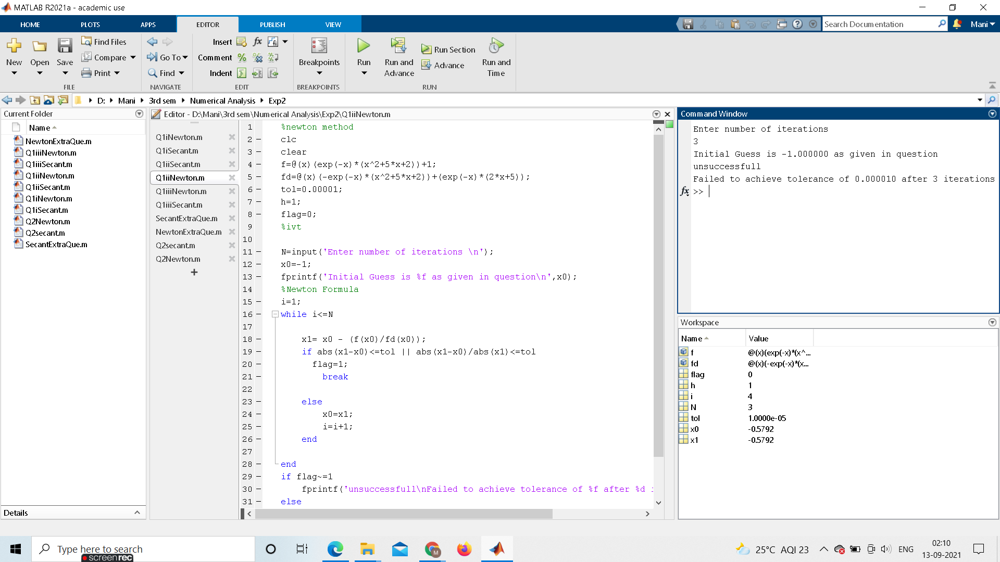 MATLAB R2021a - academic use
HOME PLOTS APPS EDITOR PUBLISH VIEW
Search Documentation Mani
New Open Save Find Files Compare Print
FILE
Go To Find
NAVIGATE
Insert fx
Comment
Indent
EDIT
Breakpoints
BREAKPOINTS
Run Run and Advance Run Section Advance Run and Time
RUN
D: Mani 3rd sem Numerical Analysis Exp2
Current Folder
Name
NewtonExtraQue.m
Q1iiiNewton.m
Q1iiiSecant.m
Q1iiNewton.m
Q1iiSecant.m
Q1iNewton.m
Q1iSecant.m
Q2Newton.m
Q2secant.m
SecantExtraQue.m
Details
Editor - D:\Mani\3rd sem\Numerical Analysis\Exp2\Q1iiNewton.m
Q1iNewton.m
Q1iSecant.m
Q1iiSecant.m
Q1iiNewton.m
Q1iiiNewton.m
Q1iiiSecant.m
SecantExtraQue.m
NewtonExtraQue.m
Q2secant.m
Q2Newton.m
1 %newton method
2 clc
3 clear
4 f=@(x)(exp(-x)*(x^2+5*x+2))+1;
5 fd=@(x)(-exp(-x)*(x^2+5*x+2))+(exp(-x)*(2*x+5));
6 tol=0.00001;
7 h=1;
8 flag=0;
9 %ivt
10
11 N=input('Enter number of iterations \n');
12 x0=-1;
13 fprintf('Initial Guess is %f as given in question\n',x0);
14 %Newton Formula
15 i=1;
16 while i<=N
17
18 x1= x0 - (f(x0)/fd(x0));
19 if abs(x1-x0)<=tol || abs(x1-x0)/abs(x1)<=tol
20 flag=1;
21 break
22
23 else
24 x0=x1;
25 i=i+1;
26 end
27
28 end
29 if flag~=1
30 fprintf('unsuccessfull\nFailed to achieve tolerance of %f after %d
31 else
Command Window
Enter number of iterations
3
Initial Guess is -1.000000 as given in question
unsuccessfull
Failed to achieve tolerance of 0.000010 after 3 iterations
fx >>
Workspace
Name Value
f @(x)(exp(-x)*(x^...
fd @(x)(-exp(-x)*(x...
flag 0
h 1
i 4
N 3
tol 1.0000e-05
x0 -0.5792
x1 -0.5792
Type here to search
screenrec
M
25°C AQI 23
ENG
02:10
13-09-2021